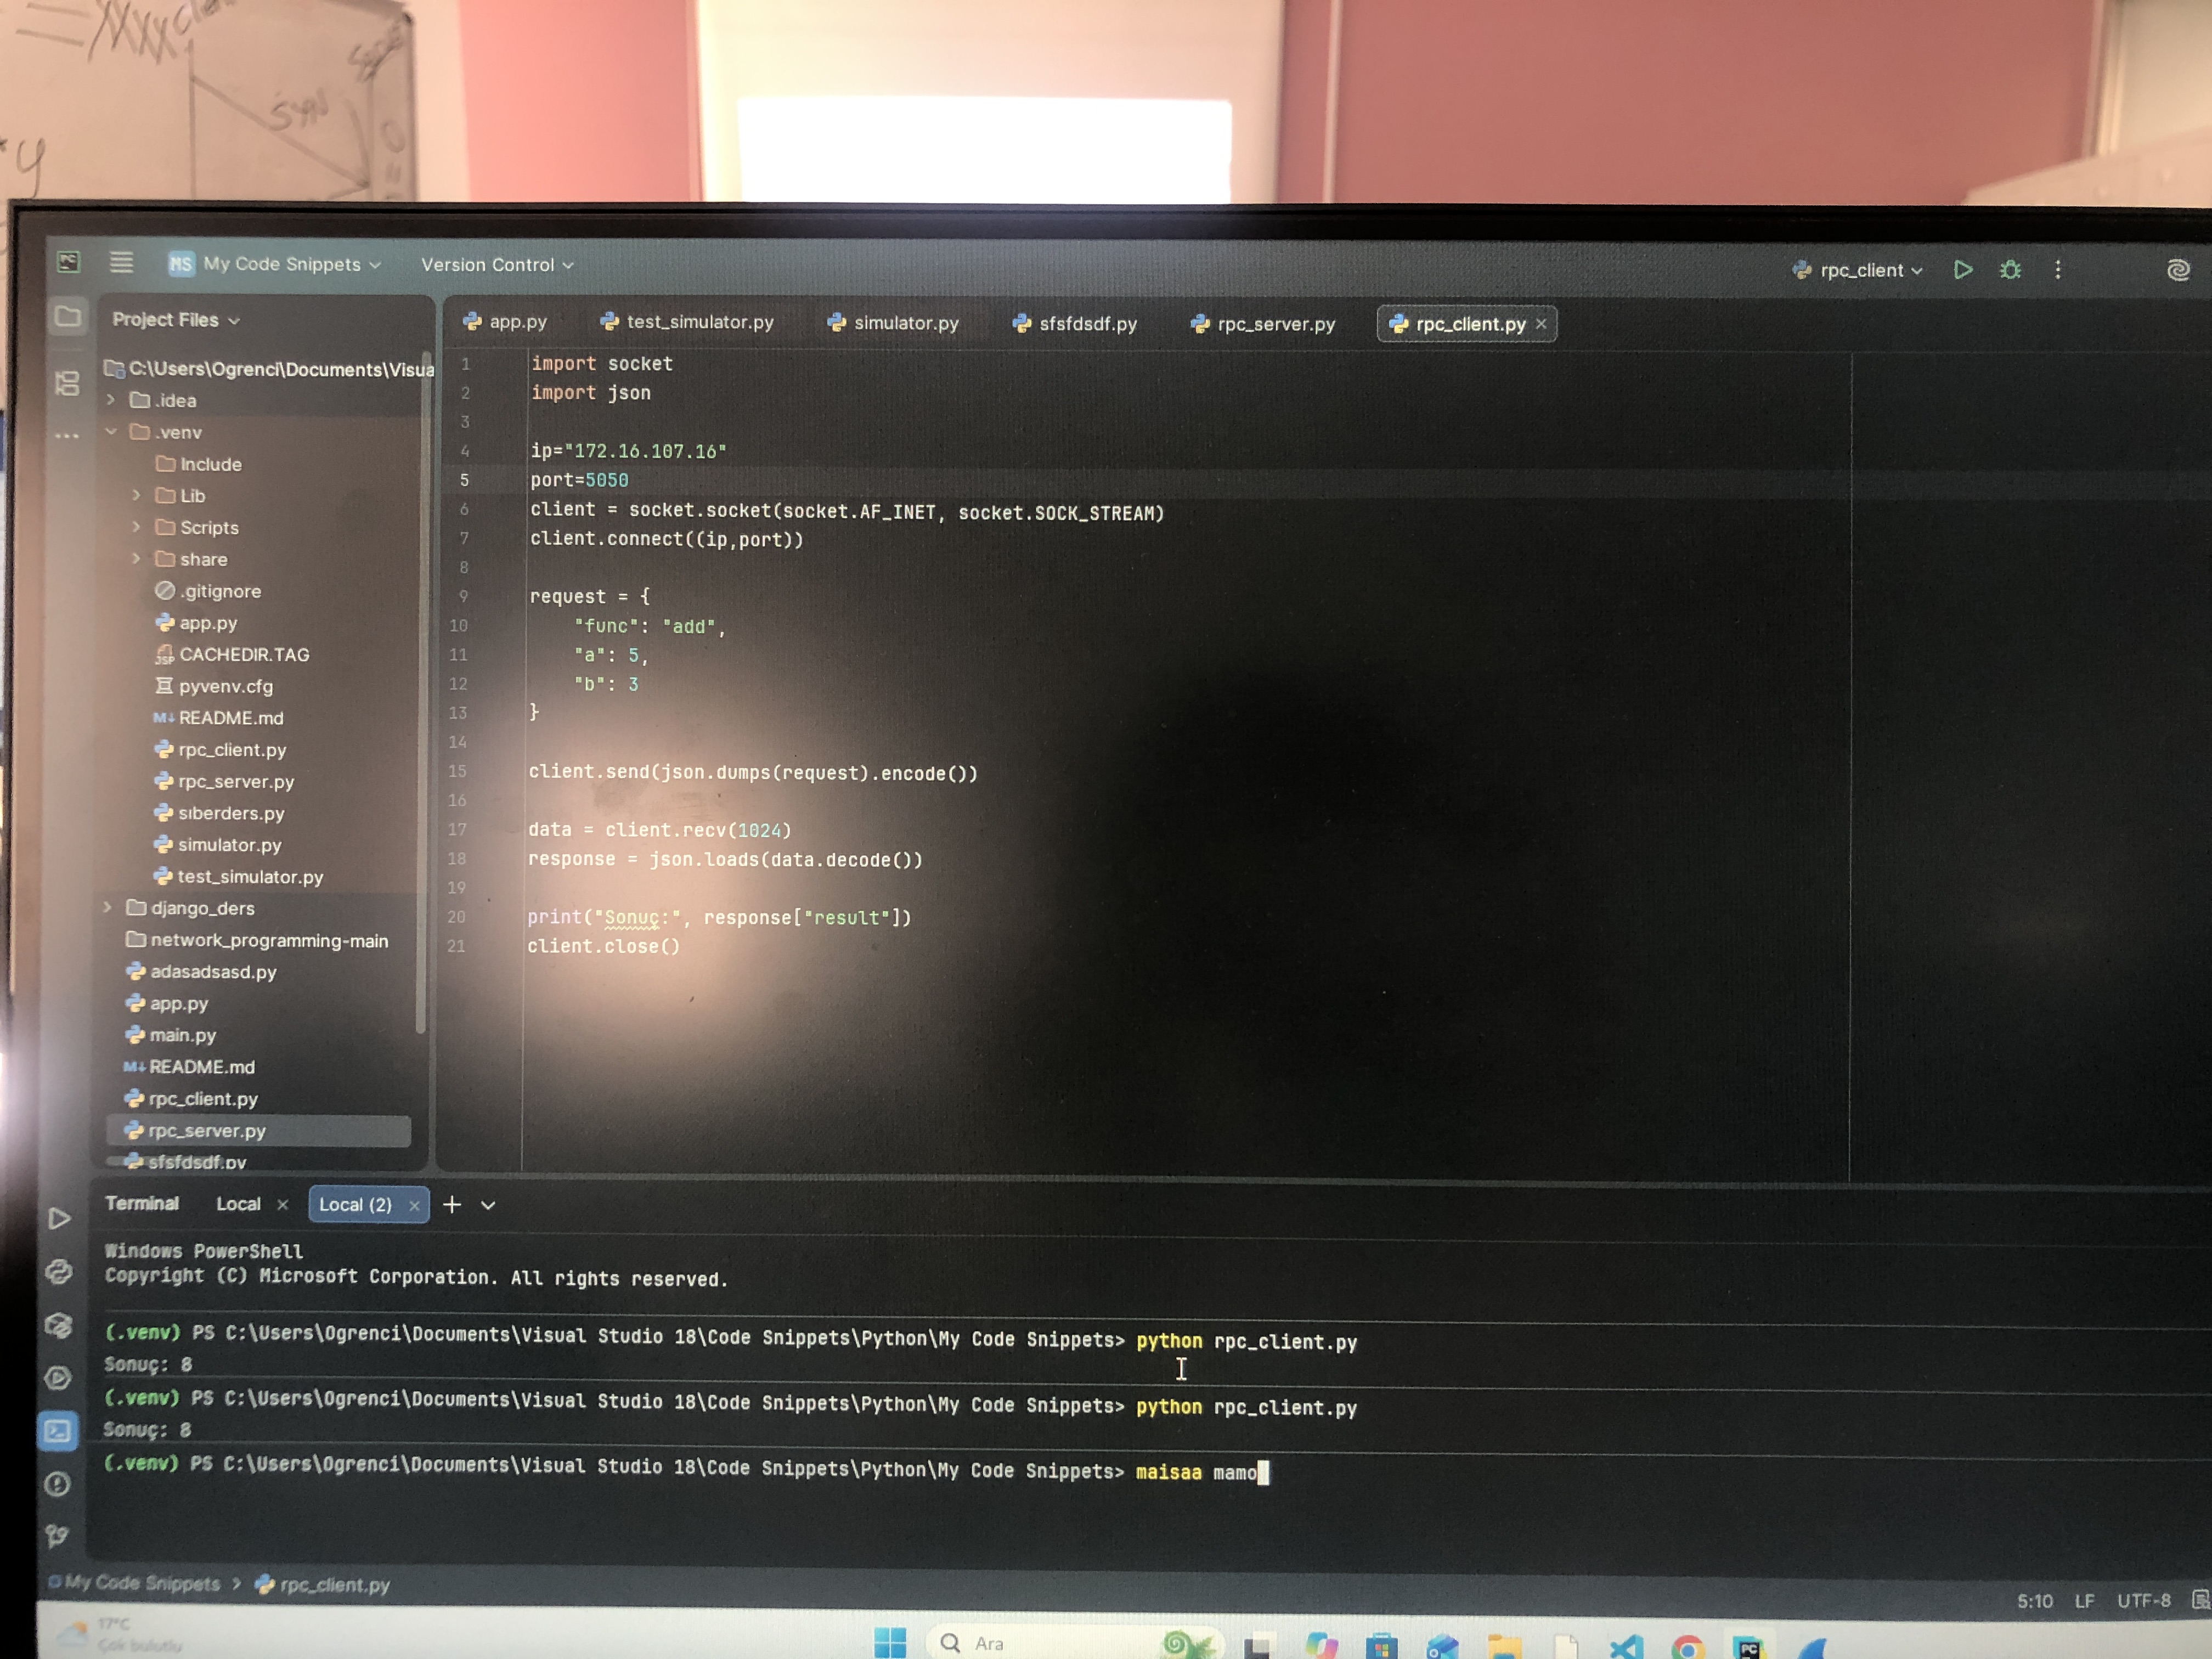 SYN
y
MS My Code Snippets
Version Control
rpc_client
Project Files
app.py
test_simulator.py
simulator.py
sfsfdsdf.py
rpc_server.py
rpc_client.py
C:\Users\Ogrenci\Documents\Visua
.idea
.venv
Include
Lib
Scripts
share
.gitignore
app.py
CACHEDIR.TAG
pyvenv.cfg
README.md
rpc_client.py
rpc_server.py
siberders.py
simulator.py
test_simulator.py
django_ders
network_programming-main
adasadsasd.py
app.py
main.py
README.md
rpc_client.py
rpc_server.py
sfsfdsdf.py
1 import socket
2 import json
3
4 ip="172.16.107.16"
5 port=5050
6 client = socket.socket(socket.AF_INET, socket.SOCK_STREAM)
7 client.connect((ip,port))
8
9 request = {
10 "func": "add",
11 "a": 5,
12 "b": 3
13 }
14
15 client.send(json.dumps(request).encode())
16
17 data = client.recv(1024)
18 response = json.loads(data.decode())
19
20 print("Sonuç:", response["result"])
21 client.close()
Terminal Local Local (2)
Windows PowerShell
Copyright (C) Microsoft Corporation. All rights reserved.
(.venv) PS C:\Users\Ogrenci\Documents\Visual Studio 18\Code Snippets\Python\My Code Snippets> python rpc_client.py
Sonuç: 8
(.venv) PS C:\Users\Ogrenci\Documents\Visual Studio 18\Code Snippets\Python\My Code Snippets> python rpc_client.py
Sonuç: 8
(.venv) PS C:\Users\Ogrenci\Documents\Visual Studio 18\Code Snippets\Python\My Code Snippets> maisaa mamo
My Code Snippets > rpc_client.py
5:10 LF UTF-8
17°C
Çok bulutlu
Ara